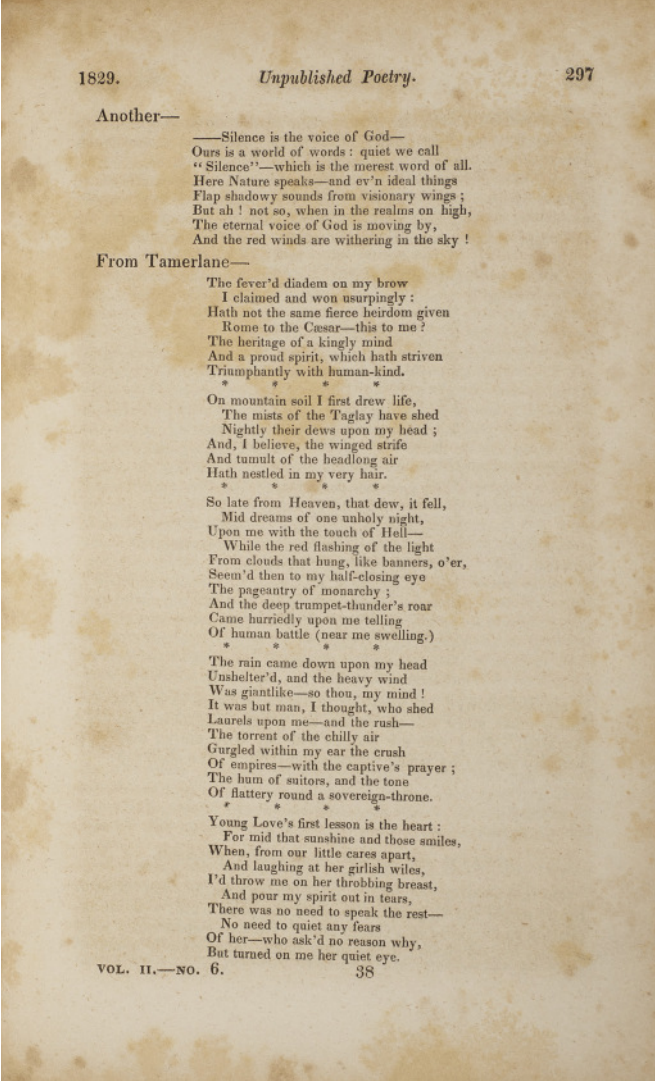 1829. Unpublished Poetry. 297
Another—
——Silence is the voice of God—
Ours is a world of words : quiet we call
“ Silence”—which is the merest word of all.
Here Nature speaks—and ev’n ideal things
Flap shadowy sounds from visionary wings ;
But ah ! not so, when in the realms on high,
The eternal voice of God is moving by,
And the red winds are withering in the sky !
From Tamerlane—
The fever’d diadem on my brow
I claimed and won usurpingly :
Hath not the same fierce heirdom given
Rome to the Cæsar—this to me ?
The heritage of a kingly mind
And a proud spirit, which hath striven
Triumphantly with human-kind.
* * * *
On mountain soil I first drew life,
The mists of the Taglay have shed
Nightly their dews upon my head ;
And, I believe, the winged strife
And tumult of the headlong air
Hath nestled in my very hair.
* * * *
So late from Heaven, that dew, it fell,
Mid dreams of one unholy night,
Upon me with the touch of Hell—
While the red flashing of the light
From clouds that hung, like banners, o’er,
Seem’d then to my half-closing eye
The pageantry of monarchy ;
And the deep trumpet-thunder’s roar
Came hurriedly upon me telling
Of human battle (near me swelling.)
* * * *
The rain came down upon my head
Unshelter’d, and the heavy wind
Was giantlike—so thou, my mind !
It was but man, I thought, who shed
Laurels upon me—and the rush—
The torrent of the chilly air
Gurgled within my ear the crush
Of empires—with the captive’s prayer ;
The hum of suitors, and the tone
Of flattery round a sovereign-throne.
* * * *
Young Love’s first lesson is the heart :
For mid that sunshine and those smiles,
When, from our little cares apart,
And laughing at her girlish wiles,
I’d throw me on her throbbing breast,
And pour my spirit out in tears,
There was no need to speak the rest—
No need to quiet any fears
Of her—who ask’d no reason why,
But turned on me her quiet eye.
VOL. II.—NO. 6. 38